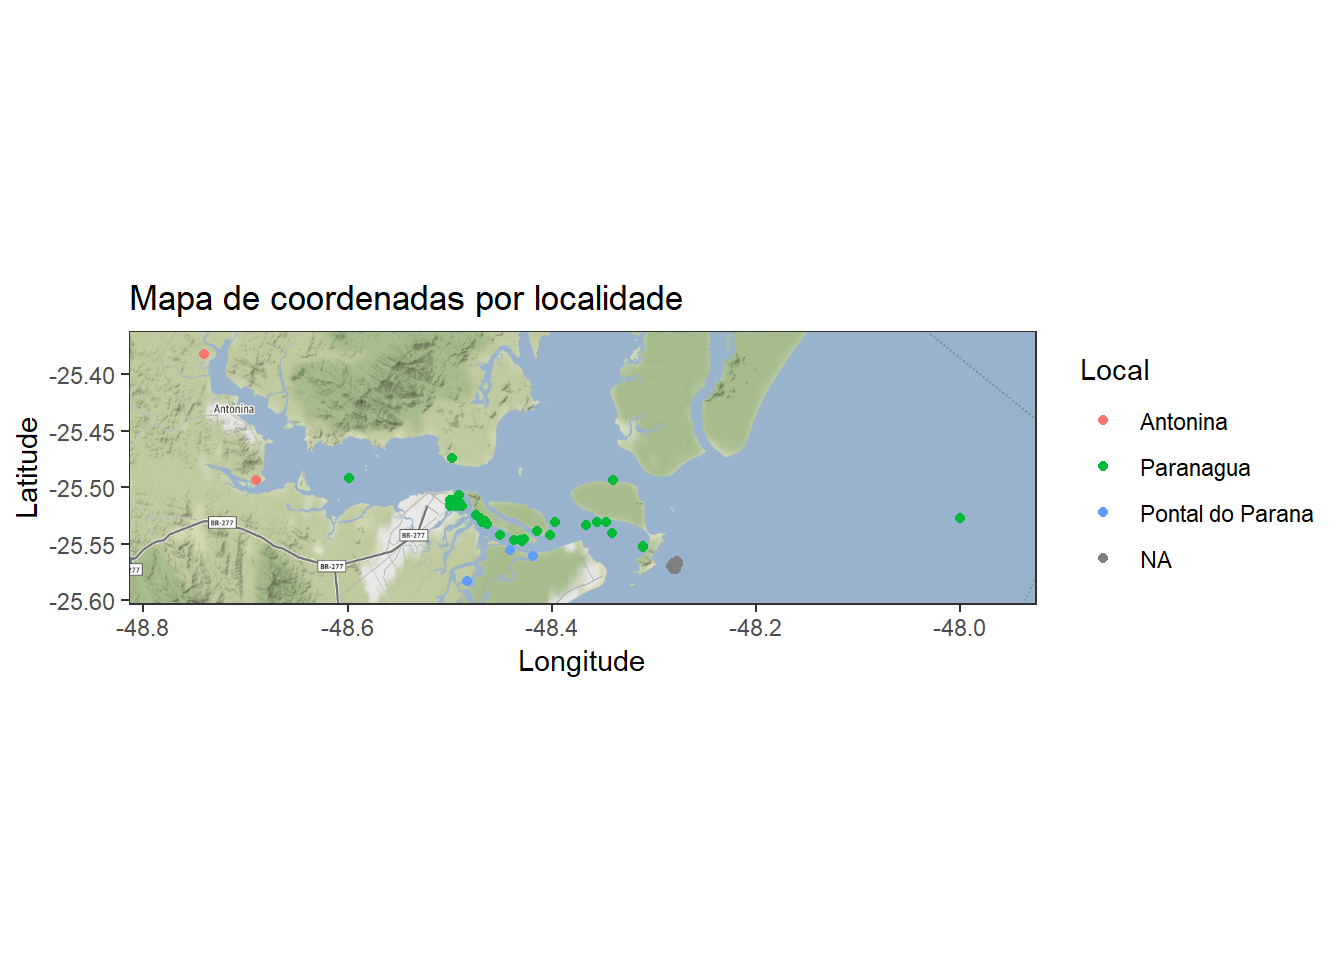 Mapa de coordenadas por localidade
Latitude
-25.40
-25.45
-25.50
-25.55
-25.60
Antonina
BR-277
BR-277
BR-277
277
-48.8
-48.6
-48.4
-48.2
-48.0
Longitude
Local
Antonina
Paranagua
Pontal do Parana
NA